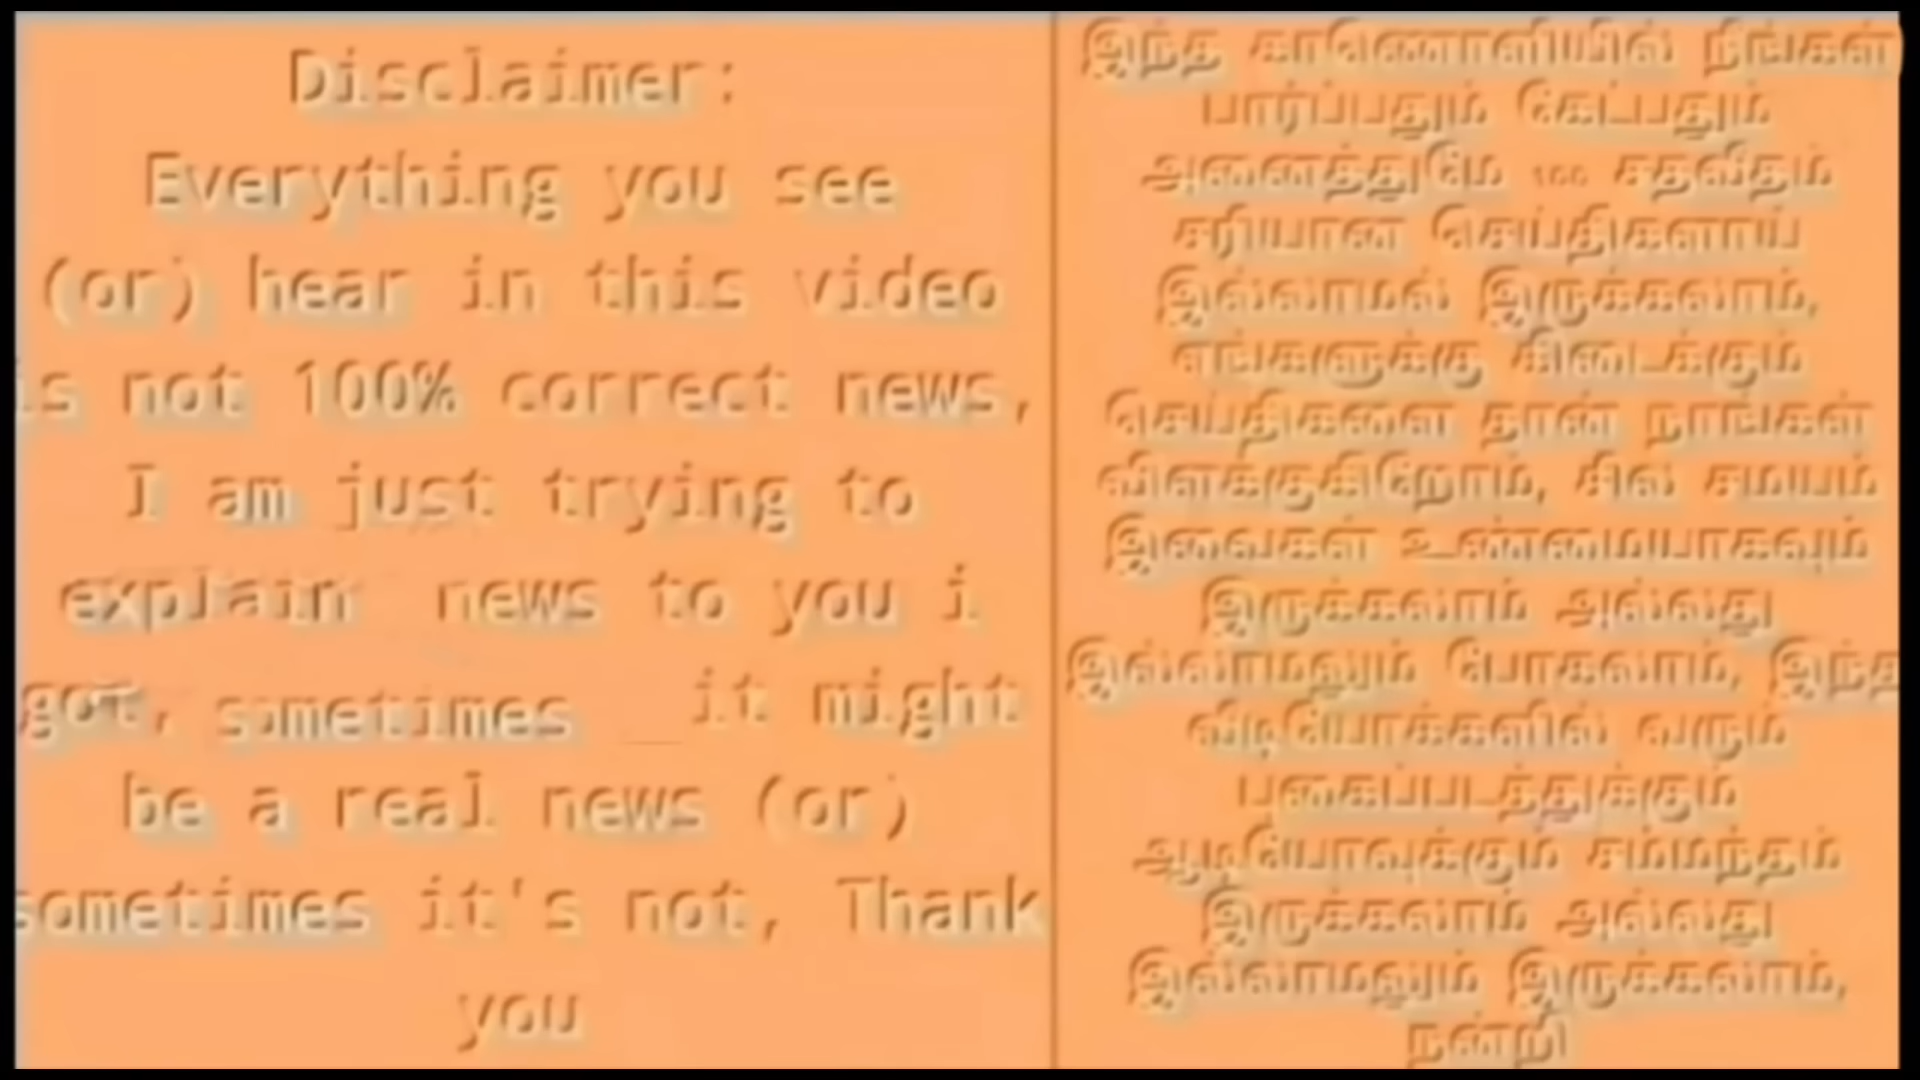 Disclaimer:
Everything you see
(or) hear in this video
is not 100% correct news,
I am just trying to
explain news to you i
got, sometimes _it might
be a real news (or)
sometimes it's not, Thank
you
இந்த காணொளியில் நீங்கள்
பார்ப்பதும் கேட்பதும்
அனைத்துமே 100 சதவீதம்
சரியான செய்திகளாய்
இல்லாமல் இருக்கலாம்,
எங்களுக்கு கிடைக்கும்
செய்திகளை தான் நாங்கள்
விளக்குகிறோம், சில சமயம்
இவைகள் உண்மையாகவும்
இருக்கலாம் அல்லது
இல்லாமலும் போகலாம், இந்த
வீடியோக்களில் வரும்
புகைப்படத்துக்கும்
ஆடியோவுக்கும் சம்மந்தம்
இருக்கலாம் அல்லது
இல்லாமலும் இருக்கலாம்,
நன்றி